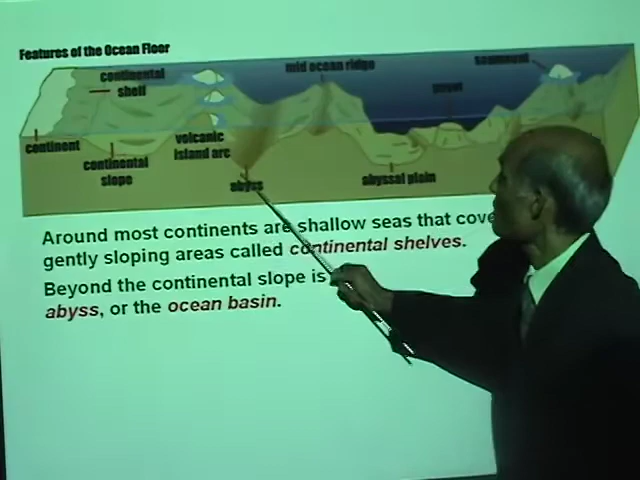 Features of the Ocean Floor
continental
shelf
mid ocean ridge
seamount
guyot
continent
continental
slope
volcanic
island arc
abyss
abyssal plain
Around most continents are shallow seas that cove
gently sloping areas called continental shelves.
Beyond the continental slope is
abyss, or the ocean basin.